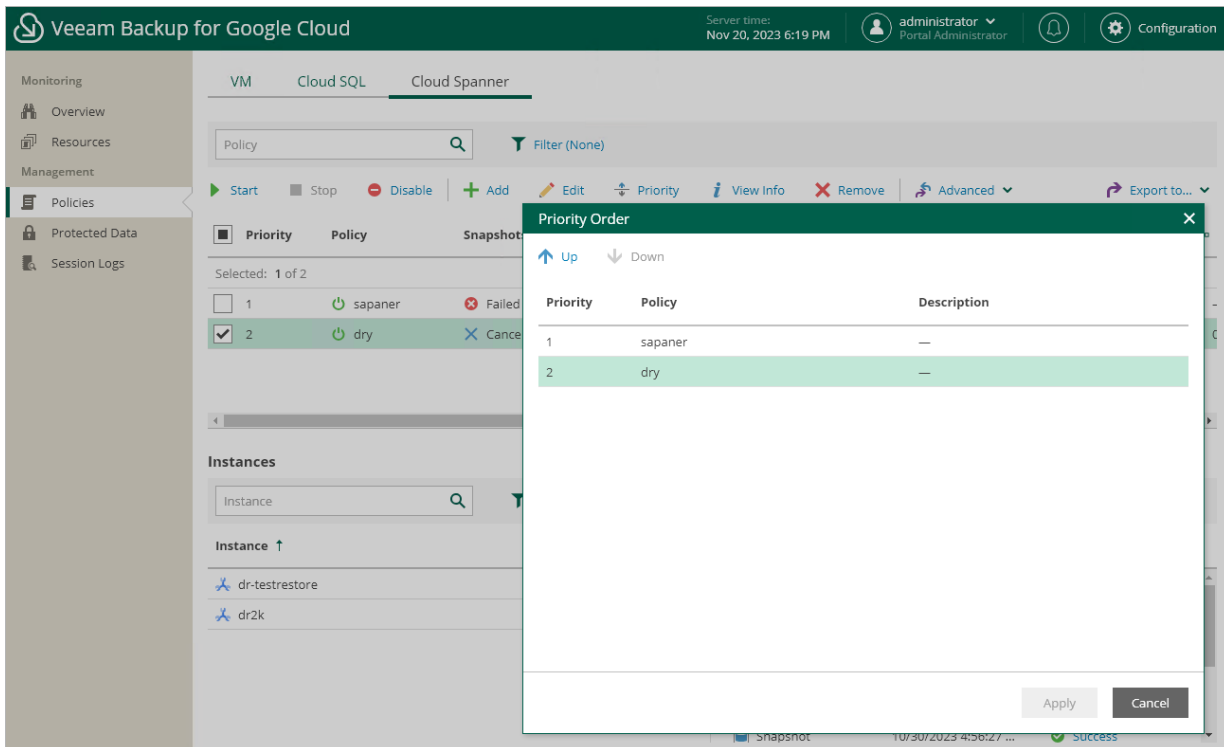 Veeam Backup for Google Cloud
Server time:
Nov 20, 2023 6:19 PM
administrator
Portal Administrator
Configuration
Monitoring
Overview
Resources
Management
Policies
Protected Data
Session Logs
VM Cloud SQL Cloud Spanner
Policy
Filter (None)
Start Stop Disable Add Edit Priority View Info Remove Advanced Export to...
Priority Policy Snapshot
Selected: 1 of 2
1 sapaner Failed
2 dry Cance
Instances
Instance
Instance
dr-testrestore
dr2k
Priority Order
Up Down
Priority Policy Description
1 sapaner —
2 dry —
Apply Cancel
Snapshot 10/30/2023 4:56:27 ... Success